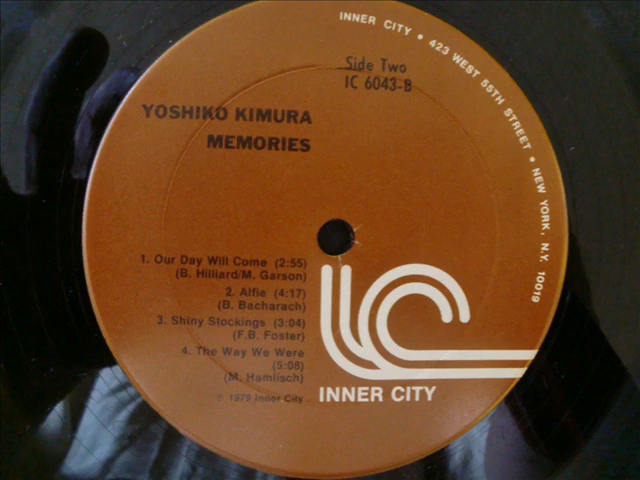 INNER CITY • 423 WEST 55TH STREET • NEW YORK, N.Y. 10019
Side Two
IC 6043-B
YOSHIKO KIMURA
MEMORIES
1. Our Day Will Come (2:55)
(B. Hilliard/M. Garson)
2. Alfie (4:17)
(B. Bacharach)
3. Shiny Stockings (3:04)
(F.B. Foster)
4. The Way We Were
(5:08)
(M. Hamlisch)
© 1979 Inner City
INNER CITY